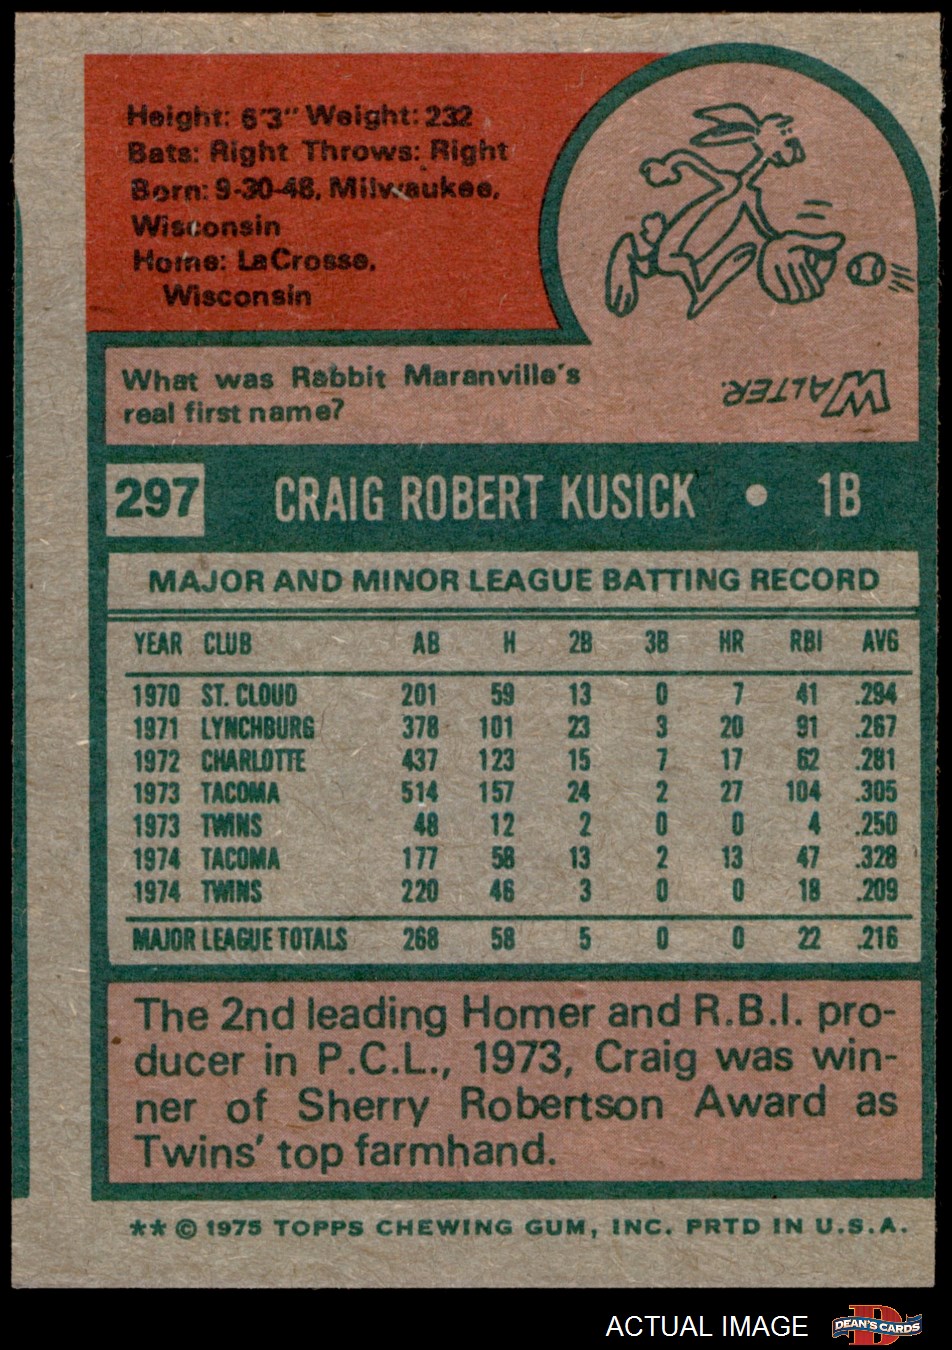 Height: 6'3" Weight: 232
Bats: Right Throws: Right
Born: 9-30-48, Milwaukee,
Wisconsin
Home: LaCrosse,
Wisconsin
What was Rabbit Maranville's
real first name?
WALTER.
297 CRAIG ROBERT KUSICK • 1B
MAJOR AND MINOR LEAGUE BATTING RECORD
YEAR CLUB AB H 2B 3B HR RBI AVG
1970 ST. CLOUD 201 59 13 0 7 41 .294
1971 LYNCHBURG 378 101 23 3 20 91 .267
1972 CHARLOTTE 437 123 15 7 17 62 .281
1973 TACOMA 514 157 24 2 27 104 .305
1973 TWINS 48 12 2 0 0 4 .250
1974 TACOMA 177 58 13 2 13 47 .328
1974 TWINS 220 46 3 0 0 18 .209
MAJOR LEAGUE TOTALS 268 58 5 0 0 22 .216
The 2nd leading Homer and R.B.I. pro-
ducer in P.C.L., 1973, Craig was win-
ner of Sherry Robertson Award as
Twins' top farmhand.
** © 1975 TOPPS CHEWING GUM, INC. PRTD IN U.S.A.
ACTUAL IMAGE
D
DEAN'S CARDS